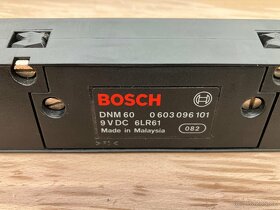 BOSCH
DNM 60 0 603 096 101
9 V DC 6LR61
Made in Malaysia 082